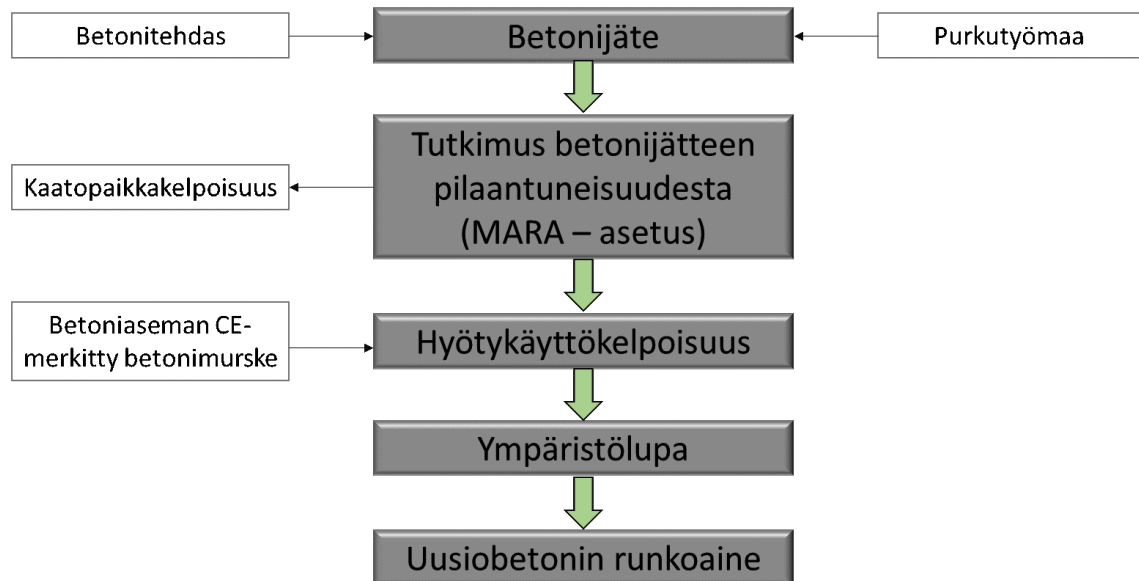 Betonitehdas
Betonijäte
Purkutyömaa
Tutkimus betonijätteen
pilaantuneisuudesta
(MARA – asetus)
Kaatopaikkakelpoisuus
Betoniaseman CE-
merkitty betonimurske
Hyötykäyttökelpoisuus
Ympäristölupa
Uusiobetonin runkoaine